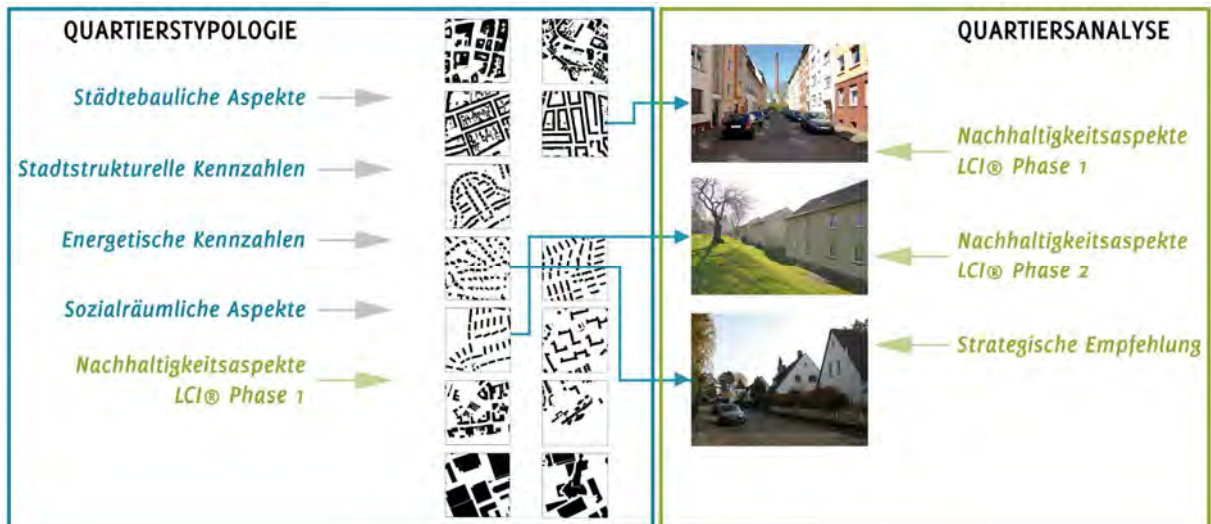 QUARTIERSTYPOLOGIE
Städtebauliche Aspekte
Stadtstrukturelle Kennzahlen
Energetische Kennzahlen
Sozialräumliche Aspekte
Nachhaltigkeitsaspekte
LCI® Phase 1
QUARTIERSANALYSE
Nachhaltigkeitsaspekte
LCI® Phase 1
Nachhaltigkeitsaspekte
LCI® Phase 2
Strategische Empfehlung